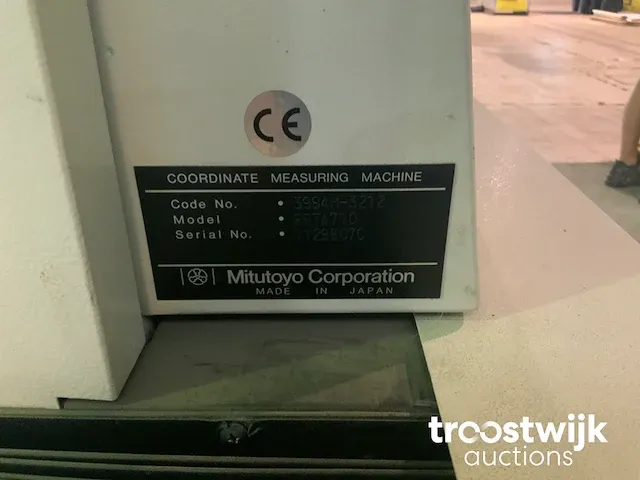 CE
COORDINATE MEASURING MACHINE
Code No. •
Model •
Serial No. •
Mitutoyo Corporation
MADE IN JAPAN
troostwijk
auctions